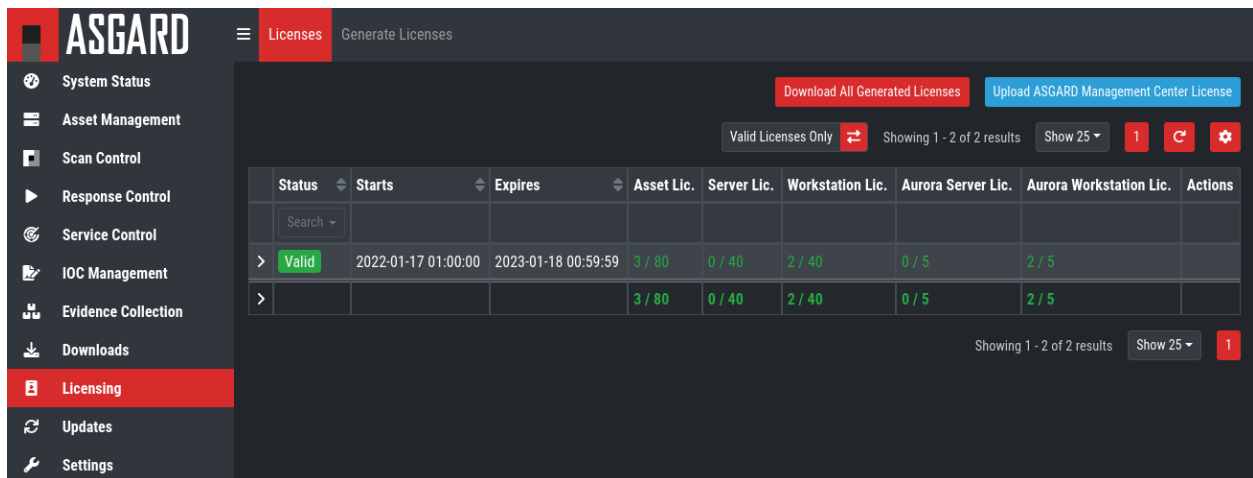 ASGARD
Licenses Generate Licenses
System Status
Asset Management
Scan Control
Response Control
Service Control
IOC Management
Evidence Collection
Downloads
Licensing
Updates
Settings
Download All Generated Licenses Upload ASGARD Management Center License
Valid Licenses Only Showing 1 - 2 of 2 results Show 25 1
Status Starts Expires Asset Lic. Server Lic. Workstation Lic. Aurora Server Lic. Aurora Workstation Lic. Actions
Search
Valid 2022-01-17 01:00:00 2023-01-18 00:59:59 3 / 80 0 / 40 2 / 40 0 / 5 2 / 5
3 / 80 0 / 40 2 / 40 0 / 5 2 / 5
Showing 1 - 2 of 2 results Show 25 1